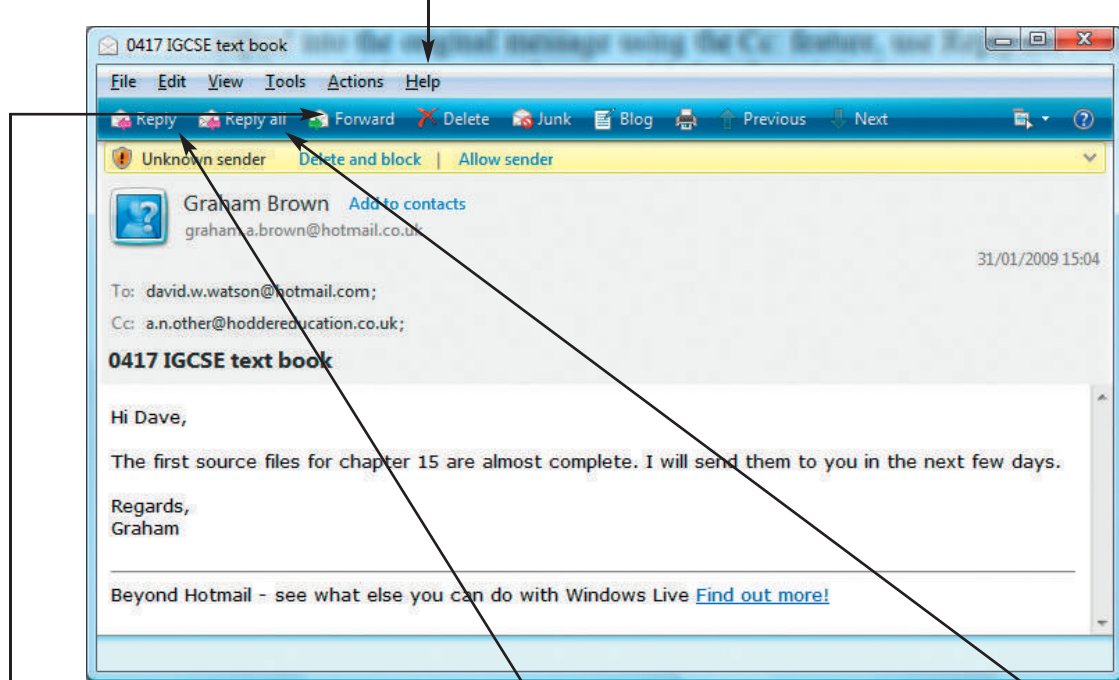 0417 IGCSE text book
File Edit View Tools Actions Help
Reply Reply all Forward Delete Junk Blog Previous Next
Unknown sender Delete and block | Allow sender
Graham Brown Add to contacts
graham.a.brown@hotmail.co.uk
31/01/2009 15:04
To: david.w.watson@hotmail.com;
Cc: a.n.other@hoddereducation.co.uk;
0417 IGCSE text book
Hi Dave,
The first source files for chapter 15 are almost complete. I will send them to you in the next few days.
Regards,
Graham
Beyond Hotmail - see what else you can do with Windows Live Find out more!